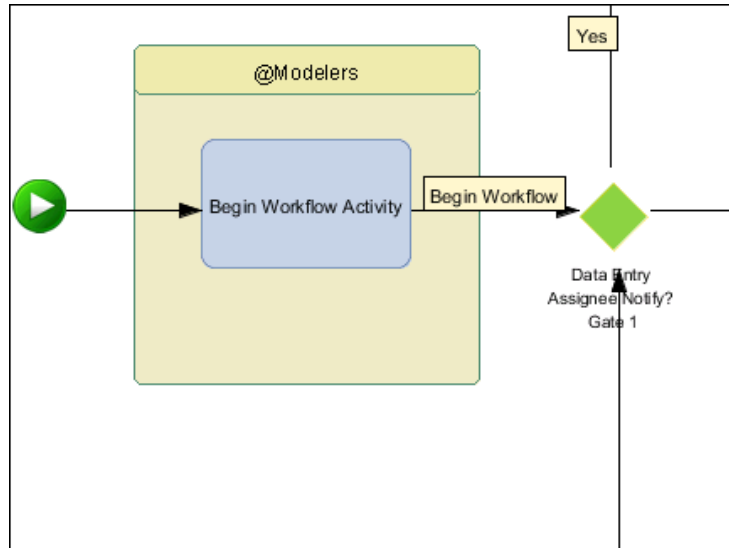 Yes
@Modelers
Begin Workflow Activity
Begin Workflow
Data Entry
Assignee Notify?
Gate 1